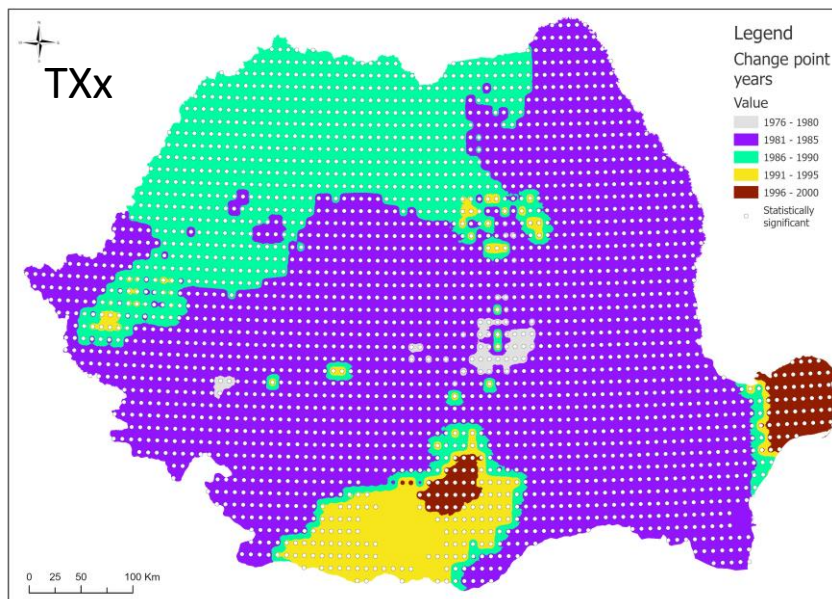 TXx
Legend
Change point
years
Value
1976 - 1980
1981 - 1985
1986 - 1990
1991 - 1995
1996 - 2000
Statistically
significant
0 25 50 100 Km